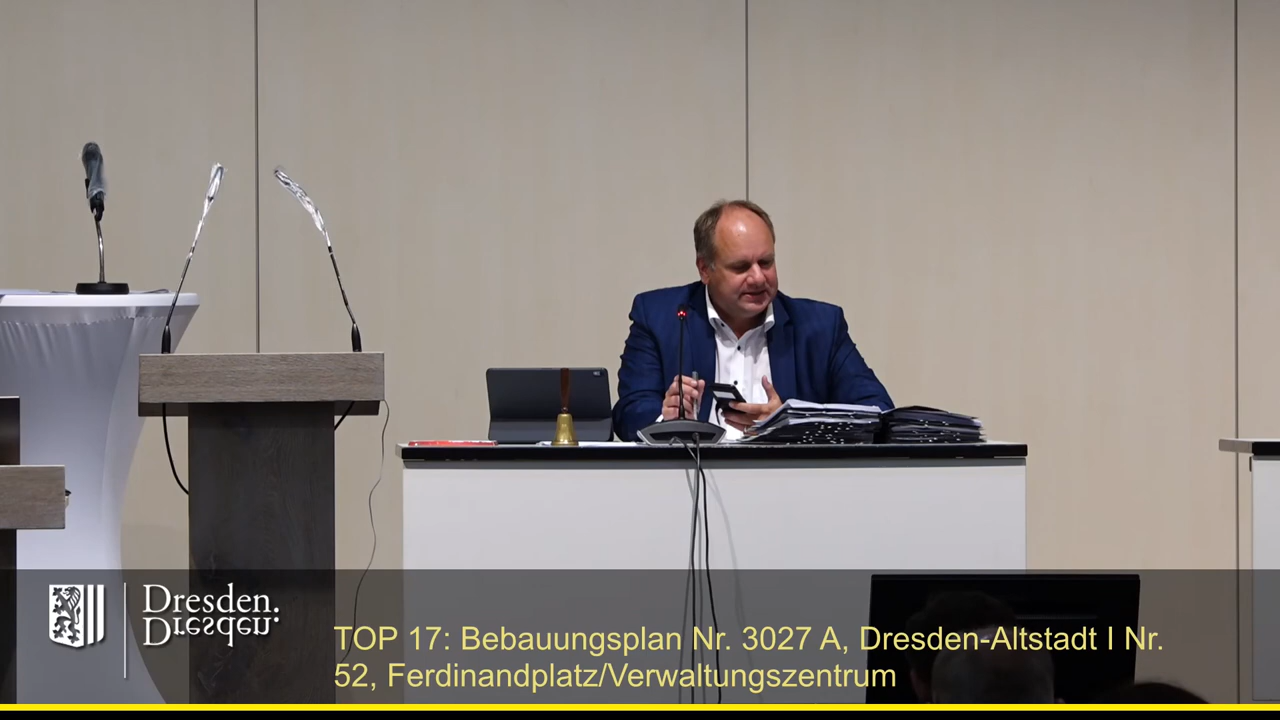 Dresden.
Dresden.
TOP 17: Bebauungsplan Nr. 3027 A, Dresden-Altstadt I Nr.
52, Ferdinandplatz/Verwaltungszentrum